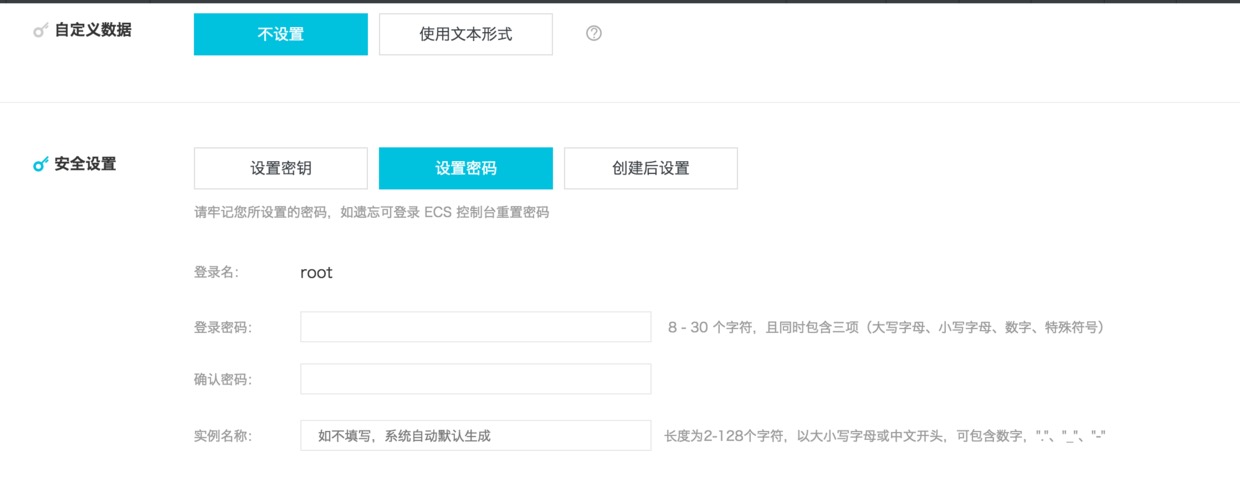 自定义数据 不设置 使用文本形式 ?
安全设置 设置密钥 设置密码 创建后设置
请牢记您所设置的密码，如遗忘可登录 ECS 控制台重置密码
登录名： root
登录密码： 8 - 30 个字符，且同时包含三项（大写字母、小写字母、数字、特殊符号）
确认密码：
实例名称： 如不填写，系统自动默认生成 长度为2-128个字符，以大小写字母或中文开头，可包含数字，"."、"_"、"-"